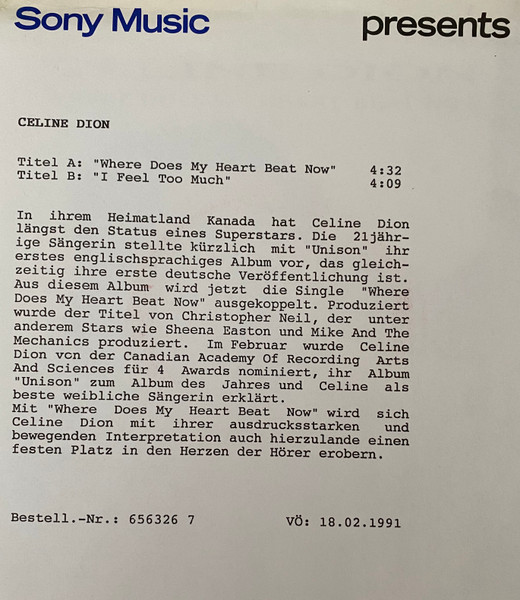 Sony Music presents
CELINE DION
Titel A: "Where Does My Heart Beat Now" 4:32
Titel B: "I Feel Too Much" 4:09
In ihrem Heimatland Kanada hat Celine Dion
längst den Status eines Superstars. Die 21jähr-
ige Sängerin stellte kürzlich mit "Unison" ihr
erstes englischsprachiges Album vor, das gleich-
zeitig ihre erste deutsche Veröffentlichung ist.
Aus diesem Album wird jetzt die Single "Where
Does My Heart Beat Now" ausgekoppelt. Produziert
wurde der Titel von Christopher Neil, der unter
anderem Stars wie Sheena Easton und Mike And The
Mechanics produziert. Im Februar wurde Celine
Dion von der Canadian Academy Of Recording Arts
And Sciences für 4 Awards nominiert, ihr Album
"Unison" zum Album des Jahres und Celine als
beste weibliche Sängerin erklärt.
Mit "Where Does My Heart Beat Now" wird sich
Celine Dion mit ihrer ausdrucksstarken und
bewegenden Interpretation auch hierzulande einen
festen Platz in den Herzen der Hörer erobern.
Bestell.-Nr.: 656326 7 VÖ: 18.02.1991